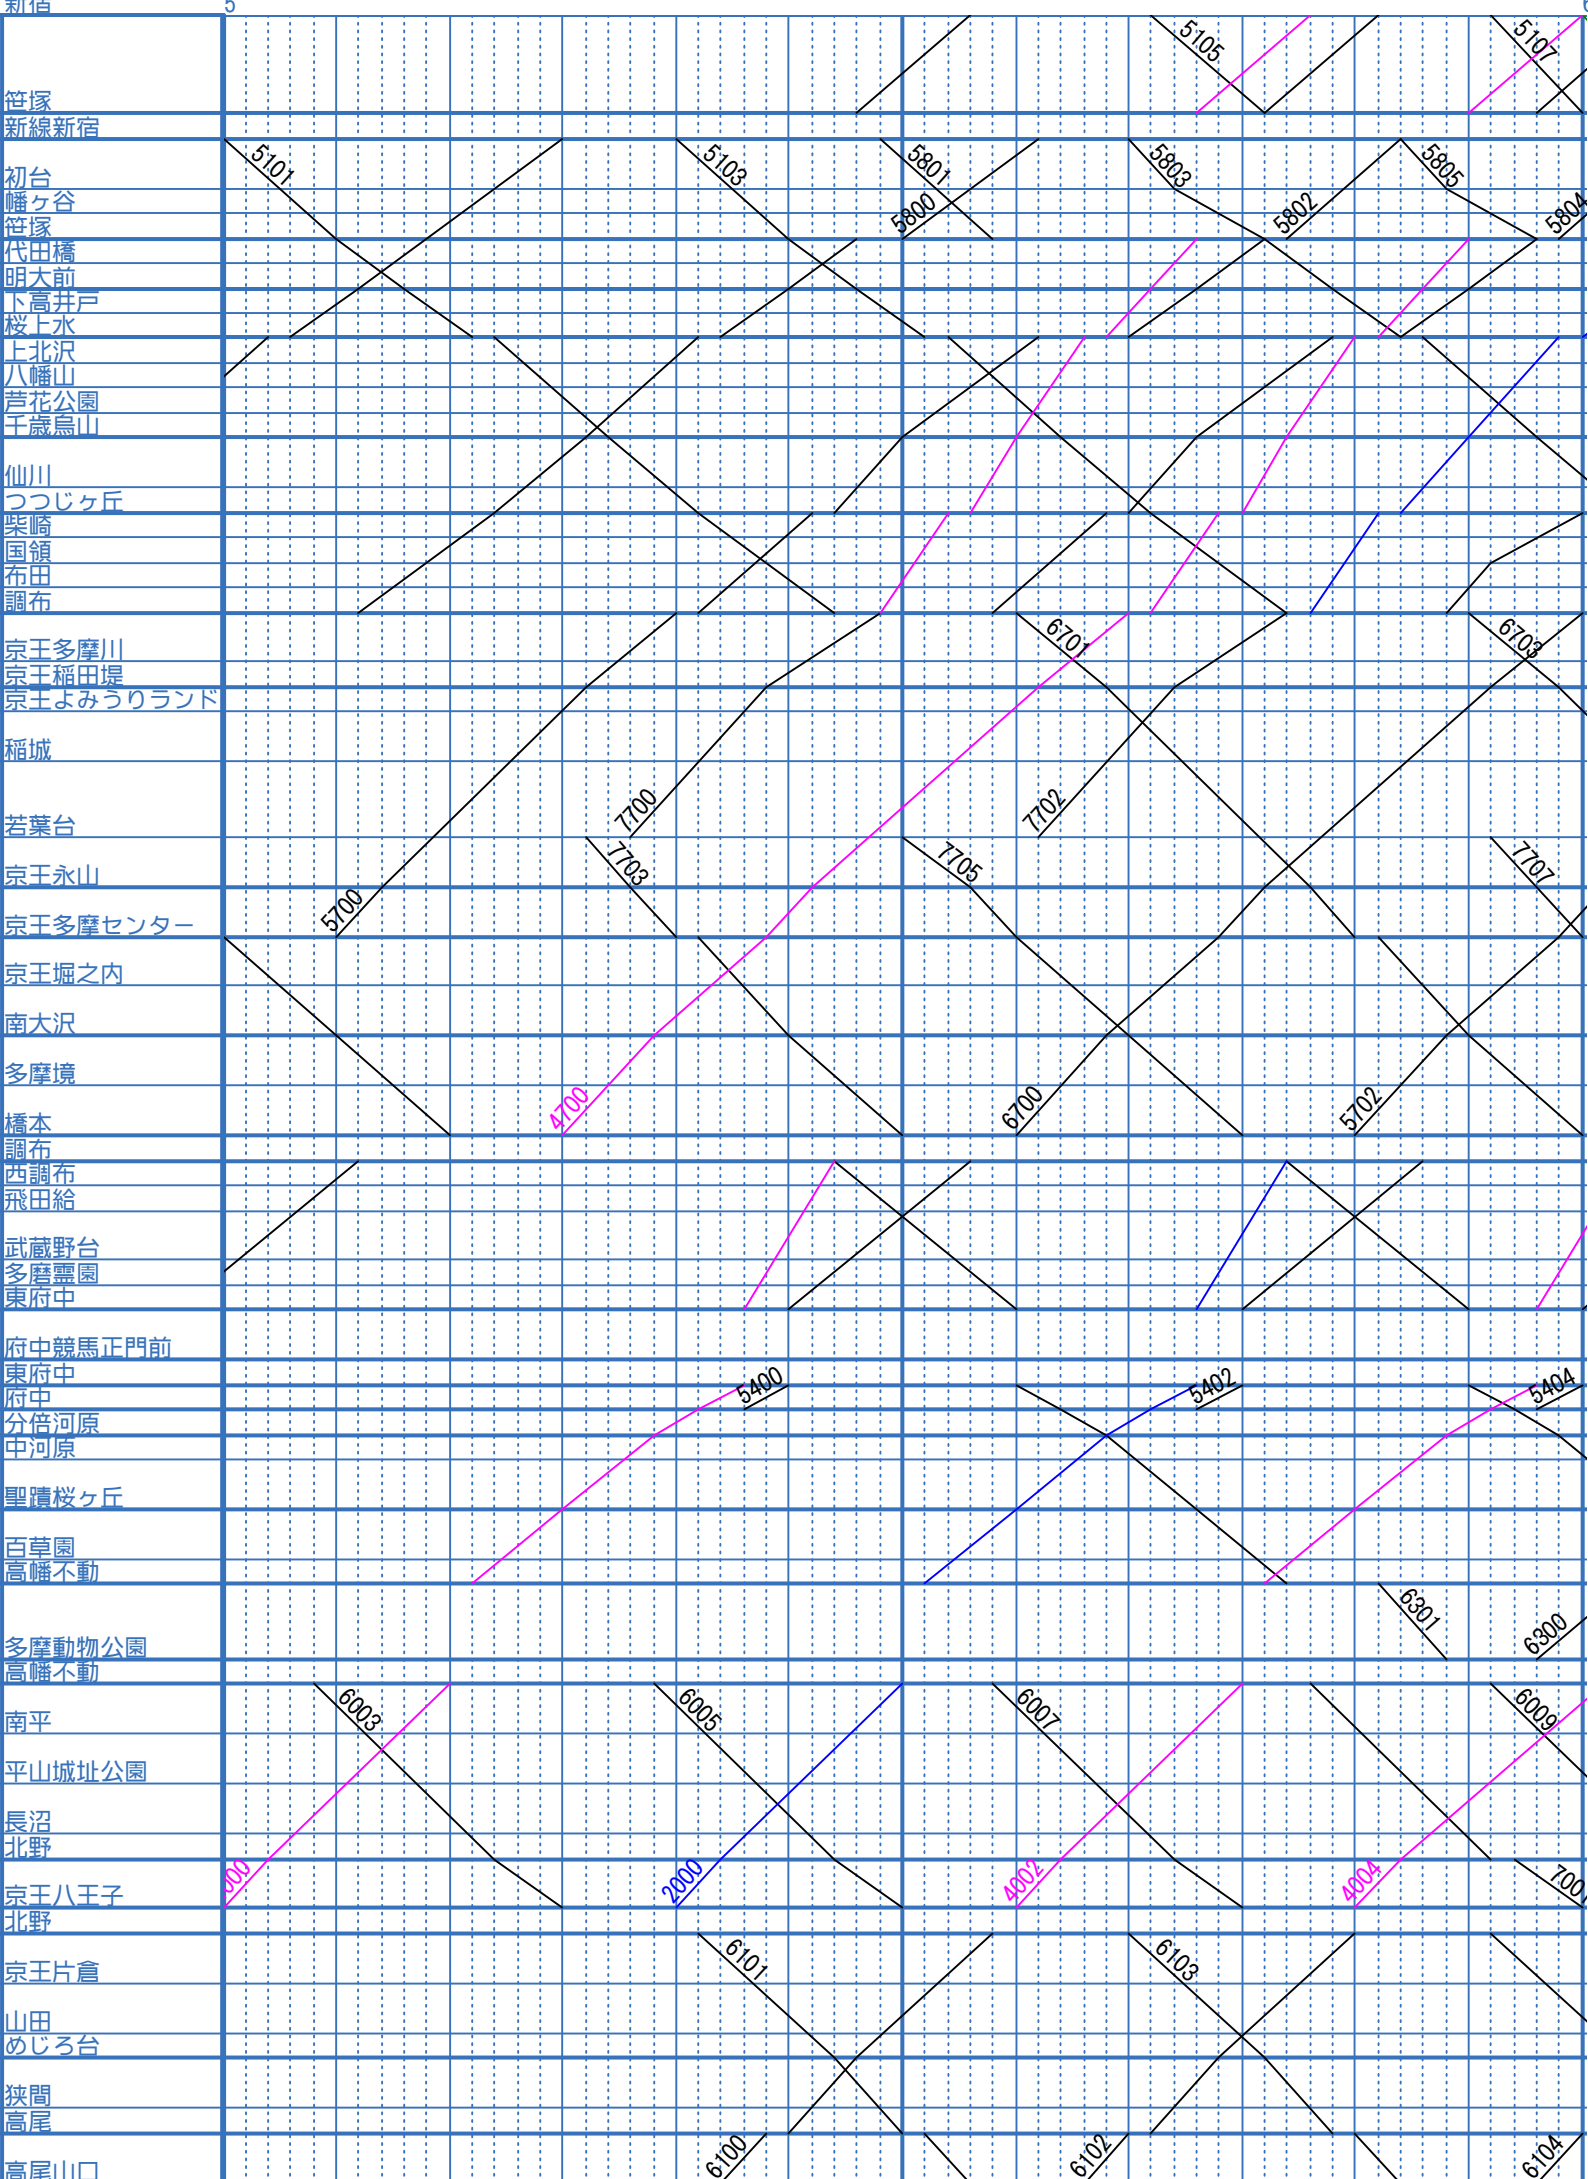 新宿
5
5105
5107
笹塚
新線新宿
5101
5103
5801
5803
5805
初台
幡ヶ谷
5800
5802
5804
笹塚
代田橋
明大前
下高井戸
桜上水
上北沢
八幡山
芦花公園
千歳烏山
仙川
つつじヶ丘
柴崎
国領
布田
調布
6701
6703
京王多摩川
京王稲田堤
京王よみうりランド
稲城
7700
7702
若葉台
7703
7705
7707
京王永山
5700
京王多摩センター
京王堀之内
南大沢
多摩境
4700
6700
5702
橋本
調布
西調布
飛田給
武蔵野台
多磨霊園
東府中
府中競馬正門前
東府中
5400
5402
5404
府中
分倍河原
中河原
聖蹟桜ヶ丘
百草園
高幡不動
6301
6300
多摩動物公園
高幡不動
6003
6005
6007
6009
南平
平山城址公園
長沼
北野
000
2000
4002
4004
京王八王子
7001
北野
6101
6103
京王片倉
山田
めじろ台
狭間
高尾
6100
6102
6104
高尾山口